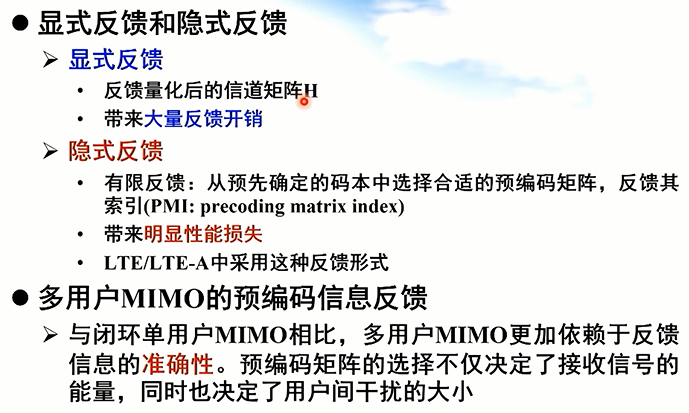 ● 显式反馈和隐式反馈
➢ 显式反馈
• 反馈量化后的信道矩阵H
• 带来大量反馈开销
➢ 隐式反馈
• 有限反馈：从预先确定的码本中选择合适的预编码矩阵，反馈其
索引(PMI: precoding matrix index)
• 带来明显性能损失
• LTE/LTE-A中采用这种反馈形式
● 多用户MIMO的预编码信息反馈
➢ 与闭环单用户MIMO相比，多用户MIMO更加依赖于反馈
信息的准确性。预编码矩阵的选择不仅决定了接收信号的
能量，同时也决定了用户间干扰的大小